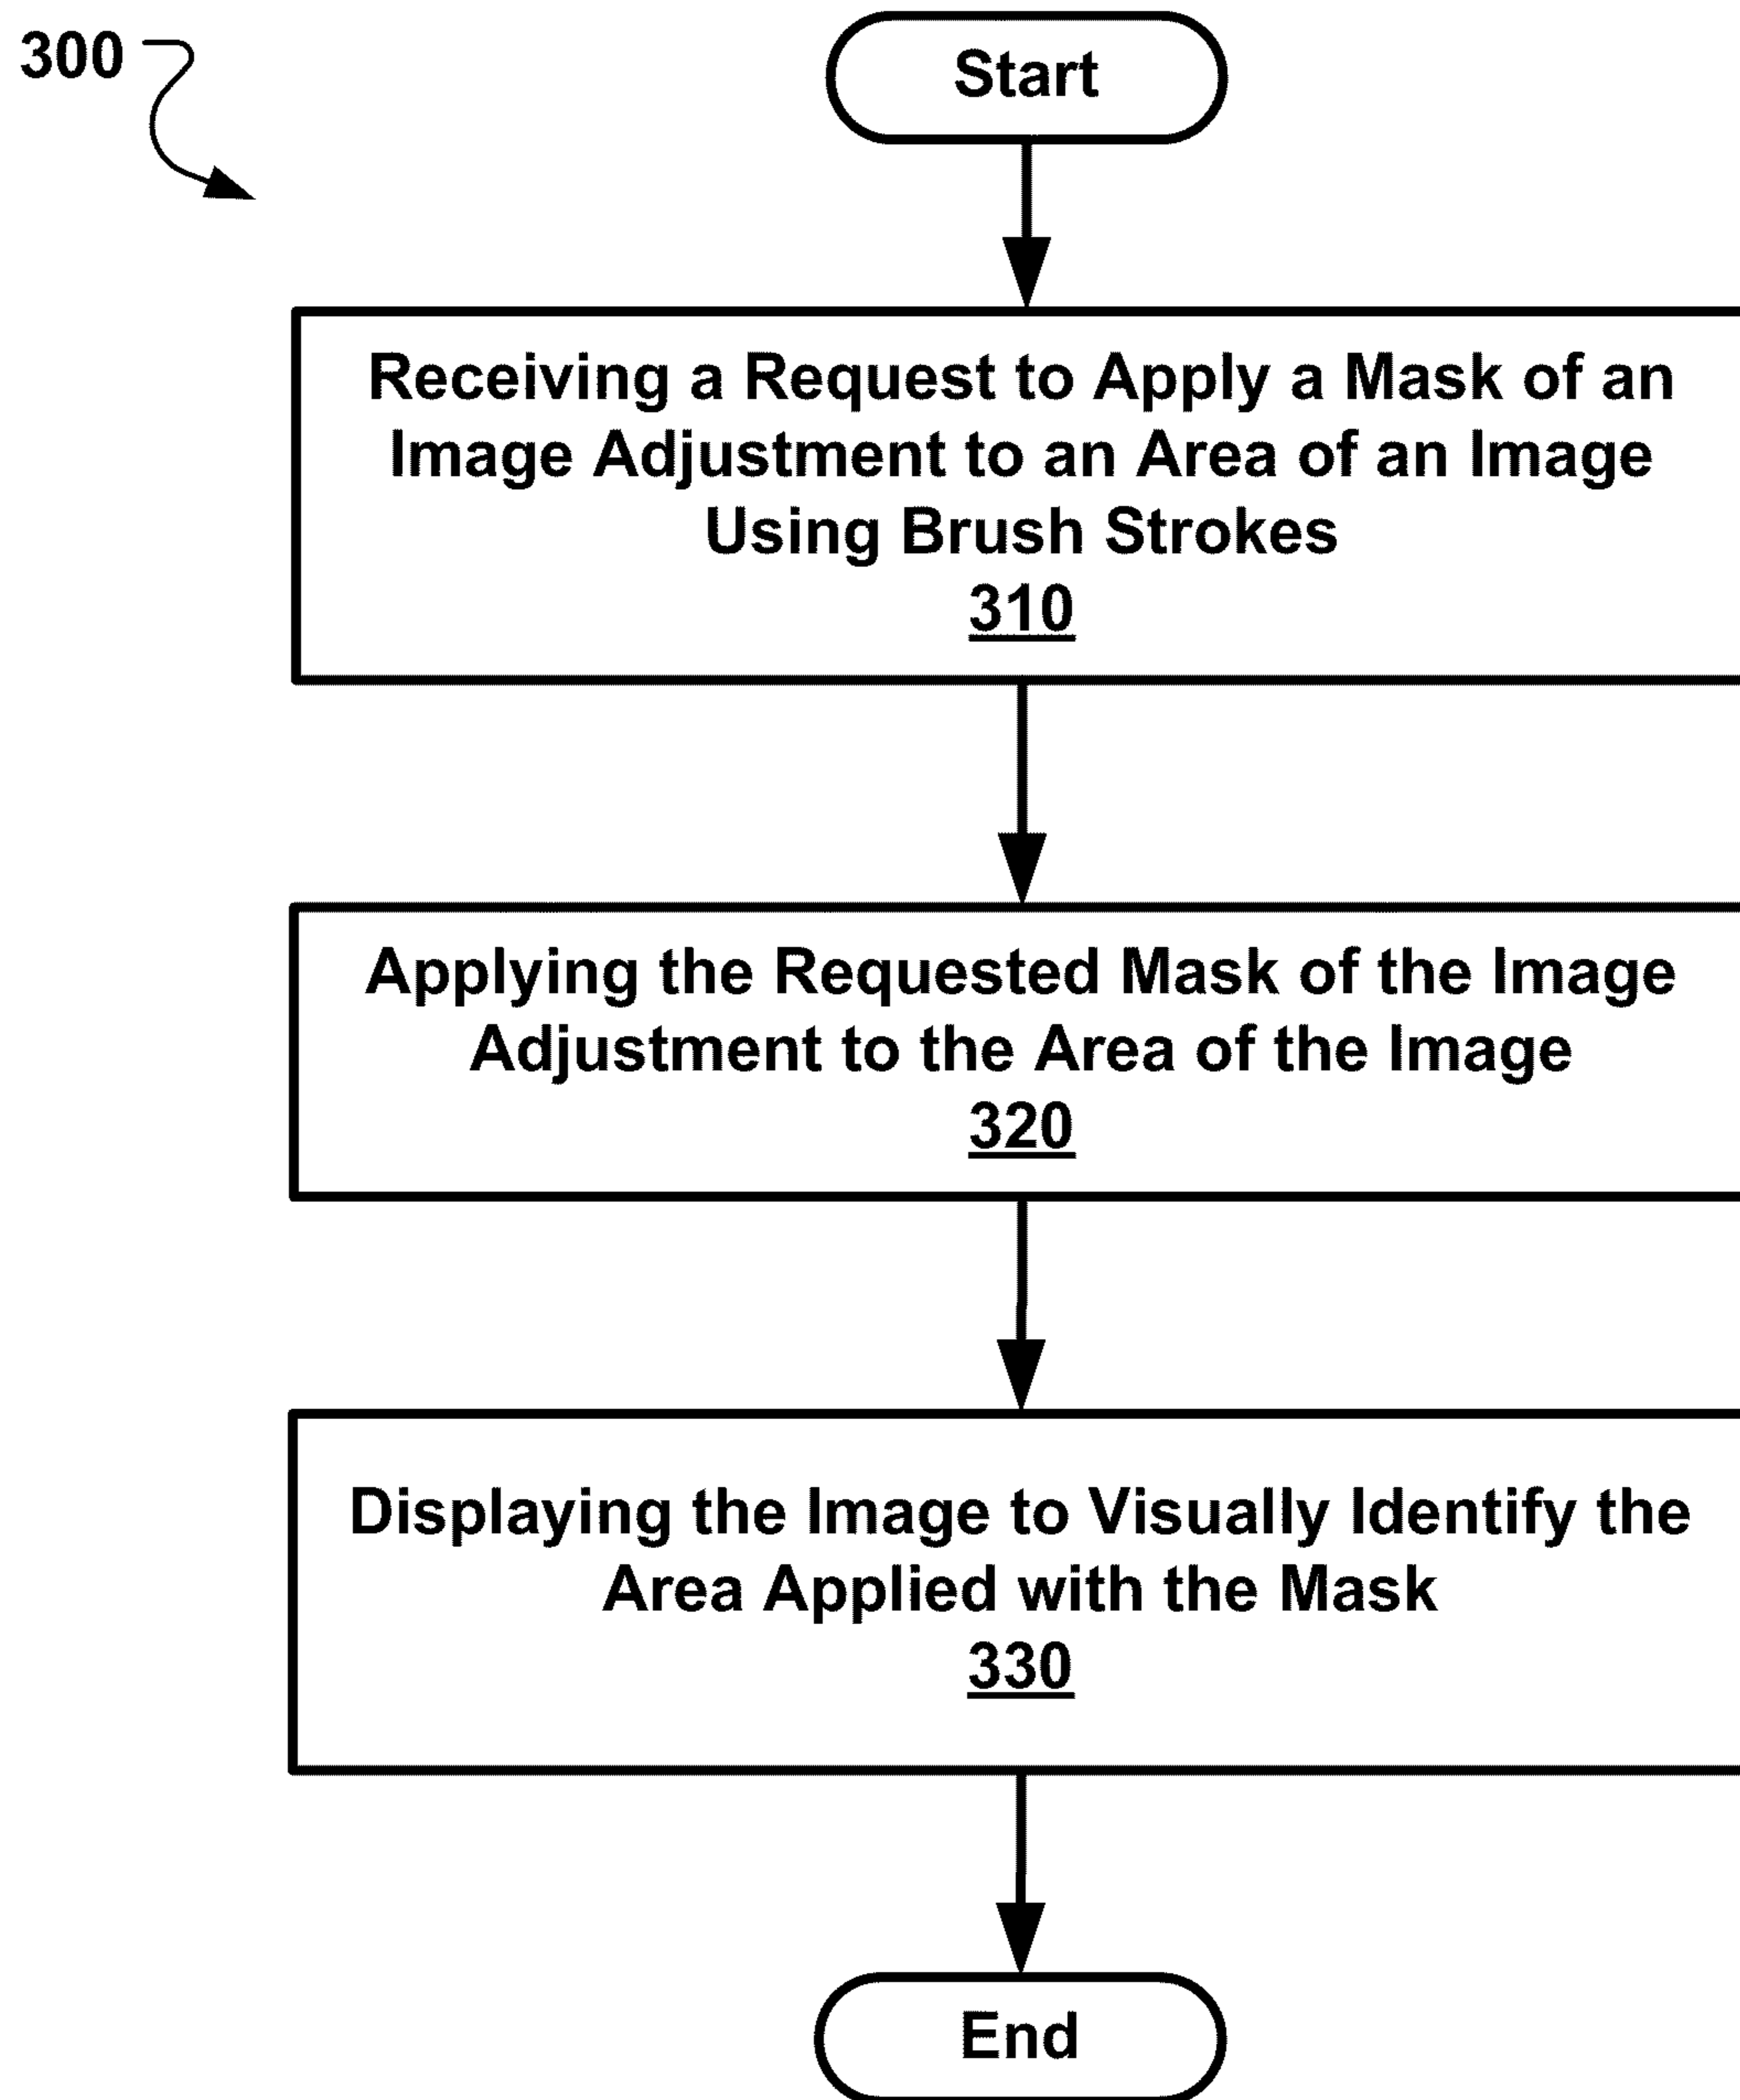 300
Start
Receiving a Request to Apply a Mask of an
Image Adjustment to an Area of an Image
Using Brush Strokes
310
Applying the Requested Mask of the Image
Adjustment to the Area of the Image
320
Displaying the Image to Visually Identify the
Area Applied with the Mask
330
End